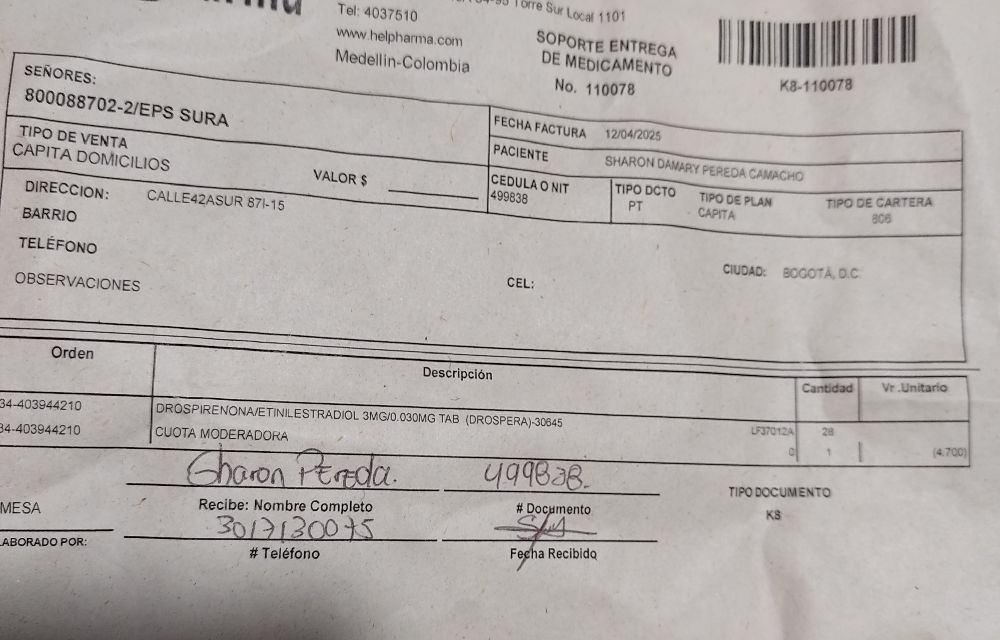 Tel: 4037510
Torre Sur Local 1101
www.helpharma.com
Medellín-Colombia
SOPORTE ENTREGA
DE MEDICAMENTO
No. 110078
K8-110078
SEÑORES:
800088702-2/EPS SURA
FECHA FACTURA 12/04/2025
TIPO DE VENTA
CAPITA DOMICILIOS
VALOR $
PACIENTE SHARON DAMARY PEREDA CAMACHO
CEDULA O NIT
499838
TIPO DCTO
PT
TIPO DE PLAN
CAPITA
TIPO DE CARTERA
806
DIRECCION: CALLE42ASUR 87I-15
BARRIO
TELÉFONO
OBSERVACIONES
CEL:
CIUDAD: BOGOTÁ, D.C.
Orden Descripción Cantidad Vr .Unitario
34-403944210 DROSPIRENONA/ETINILESTRADIOL 3MG/0.030MG TAB (DROSPERA)-30645 LF37012A 28
34-403944210 CUOTA MODERADORA 0 1 (4.700)
Sharon Pereda. 499838.
Recibe: Nombre Completo # Documento
TIPO DOCUMENTO
K8
MESA
3017130075
ABORADO POR: # Teléfono Fecha Recibido